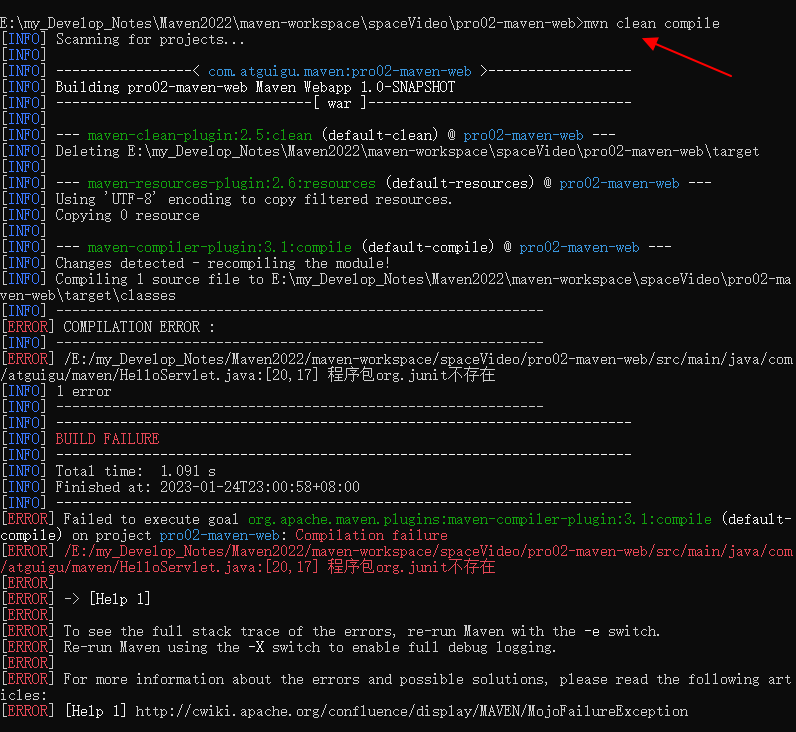 E:\my_Develop_Notes\Maven2022\maven-workspace\spaceVideo\pro02-maven-web>mvn clean compile
[INFO] Scanning for projects...
[INFO]
[INFO] -----------------< com.atguigu.maven:pro02-maven-web >------------------
[INFO] Building pro02-maven-web Maven Webapp 1.0-SNAPSHOT
[INFO] --------------------------------[ war ]---------------------------------
[INFO]
[INFO] --- maven-clean-plugin:2.5:clean (default-clean) @ pro02-maven-web ---
[INFO] Deleting E:\my_Develop_Notes\Maven2022\maven-workspace\spaceVideo\pro02-maven-web\target
[INFO]
[INFO] --- maven-resources-plugin:2.6:resources (default-resources) @ pro02-maven-web ---
[INFO] Using 'UTF-8' encoding to copy filtered resources.
[INFO] Copying 0 resource
[INFO]
[INFO] --- maven-compiler-plugin:3.1:compile (default-compile) @ pro02-maven-web ---
[INFO] Changes detected - recompiling the module!
[INFO] Compiling 1 source file to E:\my_Develop_Notes\Maven2022\maven-workspace\spaceVideo\pro02-ma
ven-web\target\classes
[INFO] -------------------------------------------------------------
[ERROR] COMPILATION ERROR :
[INFO] -------------------------------------------------------------
[ERROR] /E:/my_Develop_Notes/Maven2022/maven-workspace/spaceVideo/pro02-maven-web/src/main/java/com
/atguigu/maven/HelloServlet.java:[20,17] 程序包org.junit不存在
[INFO] 1 error
[INFO] -------------------------------------------------------------
[INFO] ------------------------------------------------------------------------
[INFO] BUILD FAILURE
[INFO] ------------------------------------------------------------------------
[INFO] Total time:  1.091 s
[INFO] Finished at: 2023-01-24T23:00:58+08:00
[INFO] ------------------------------------------------------------------------
[ERROR] Failed to execute goal org.apache.maven.plugins:maven-compiler-plugin:3.1:compile (default-
compile) on project pro02-maven-web: Compilation failure
[ERROR] /E:/my_Develop_Notes/Maven2022/maven-workspace/spaceVideo/pro02-maven-web/src/main/java/com
/atguigu/maven/HelloServlet.java:[20,17] 程序包org.junit不存在
[ERROR]
[ERROR] -> [Help 1]
[ERROR]
[ERROR] To see the full stack trace of the errors, re-run Maven with the -e switch.
[ERROR] Re-run Maven using the -X switch to enable full debug logging.
[ERROR]
[ERROR] For more information about the errors and possible solutions, please read the following art
icles:
[ERROR] [Help 1] http://cwiki.apache.org/confluence/display/MAVEN/MojoFailureException